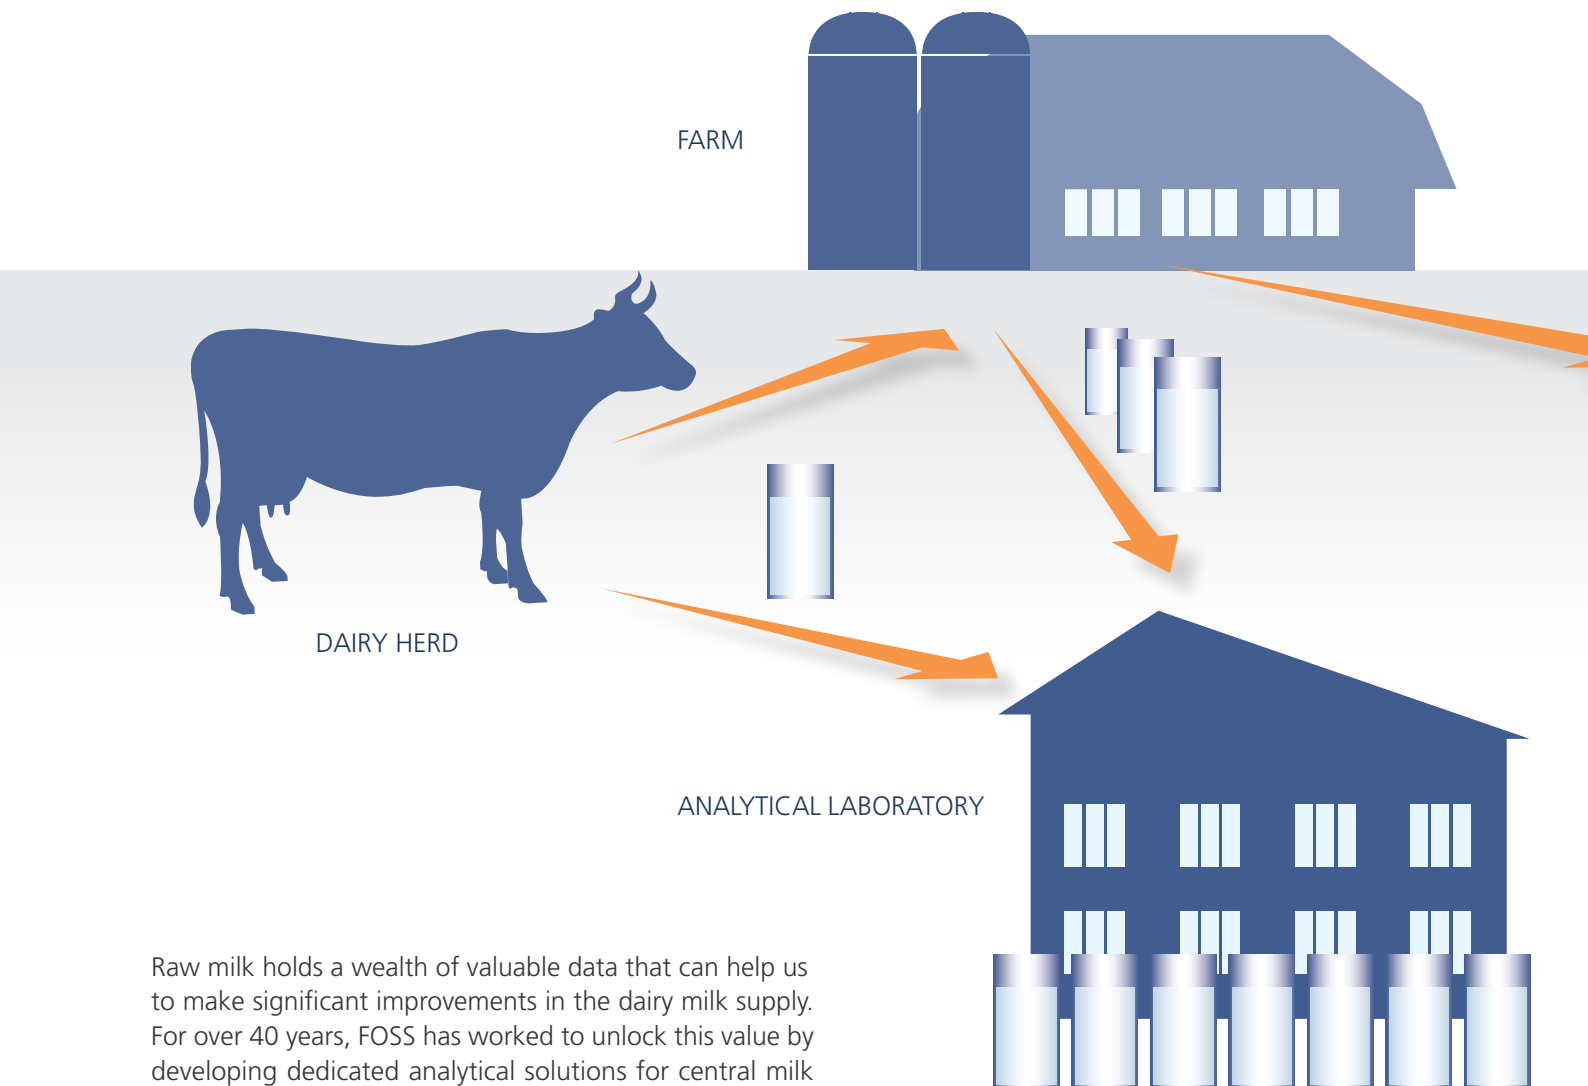 FARM
DAIRY HERD
ANALYTICAL LABORATORY
Raw milk holds a wealth of valuable data that can help us
to make significant improvements in the dairy milk supply.
For over 40 years, FOSS has worked to unlock this value by
developing dedicated analytical solutions for central milk